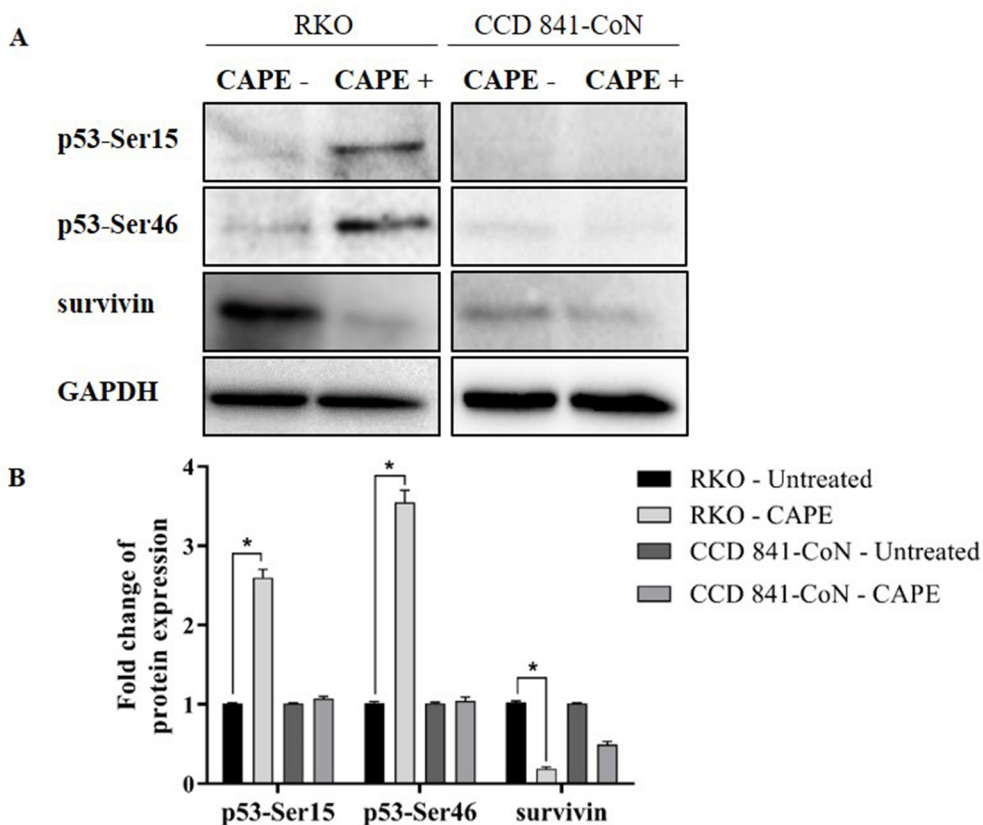 A
RKO
CCD 841-CoN
CAPE -
CAPE +
CAPE -
CAPE +
p53-Ser15
p53-Ser46
survivin
GAPDH
B
Fold change of
protein expression
4
3
2
1
0
*
*
*
p53-Ser15
p53-Ser46
survivin
RKO - Untreated
RKO - CAPE
CCD 841-CoN - Untreated
CCD 841-CoN - CAPE